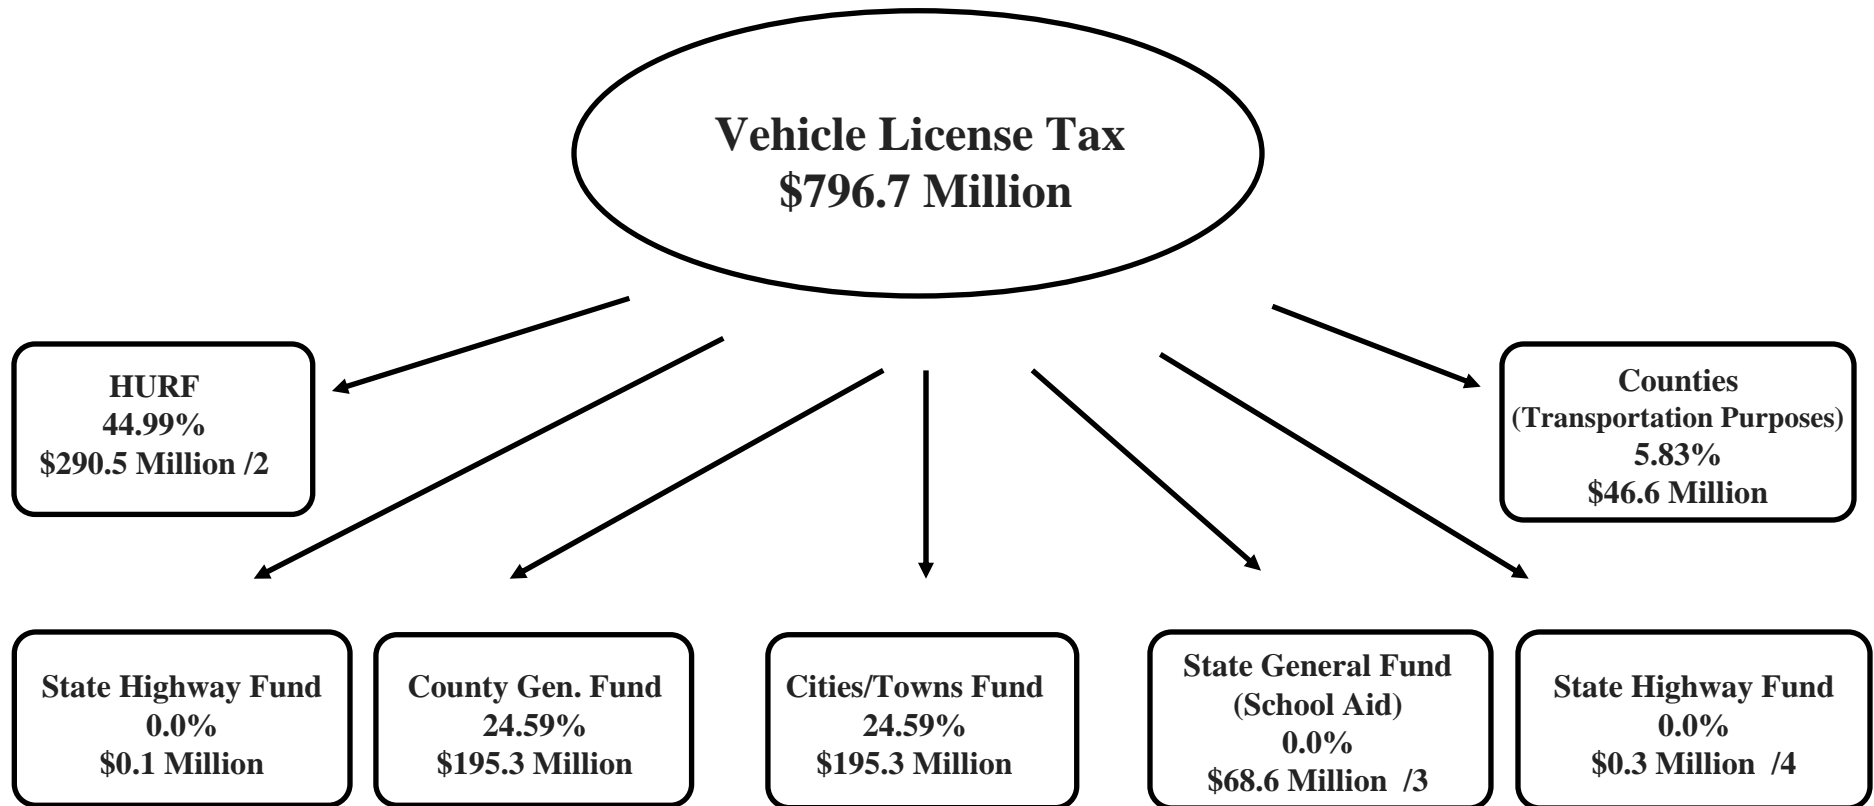 Vehicle License Tax
$796.7 Million
HURF
44.99%
$290.5 Million /2
Counties
(Transportation Purposes)
5.83%
$46.6 Million
State Highway Fund
0.0%
$0.1 Million
County Gen. Fund
24.59%
$195.3 Million
Cities/Towns Fund
24.59%
$195.3 Million
State General Fund
(School Aid)
0.0%
$68.6 Million /3
State Highway Fund
0.0%
$0.3 Million /4